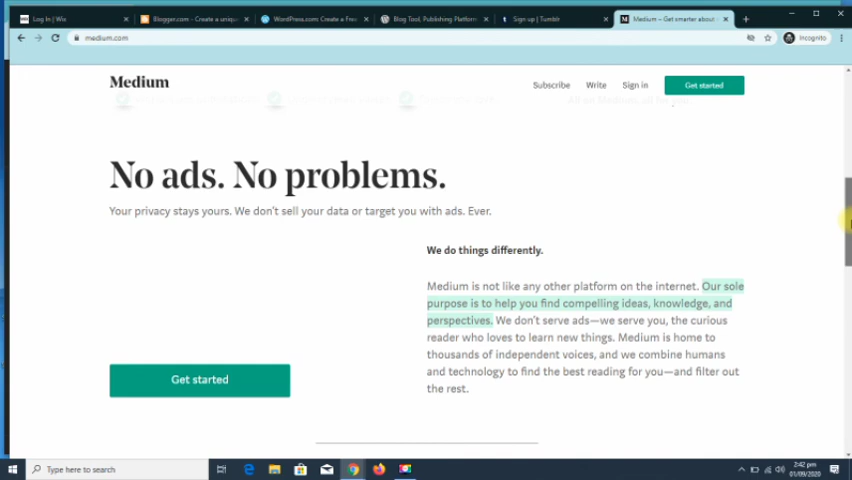 Log In | Wix
Blogger.com - Create a uniqu
WordPress.com: Create a Free
Blog Tool, Publishing Platform
Sign up | Tumblr
Medium – Get smarter about
medium.com
Incognito
Medium
Subscribe
Write
Sign in
Get started
No ads. No problems.
Your privacy stays yours. We don't sell your data or target you with ads. Ever.
We do things differently.
Medium is not like any other platform on the internet. Our sole
purpose is to help you find compelling ideas, knowledge, and
perspectives. We don't serve ads—we serve you, the curious
reader who loves to learn new things. Medium is home to
thousands of independent voices, and we combine humans
and technology to find the best reading for you—and filter out
the rest.
Get started
Type here to search
2:42 pm
01/09/2020